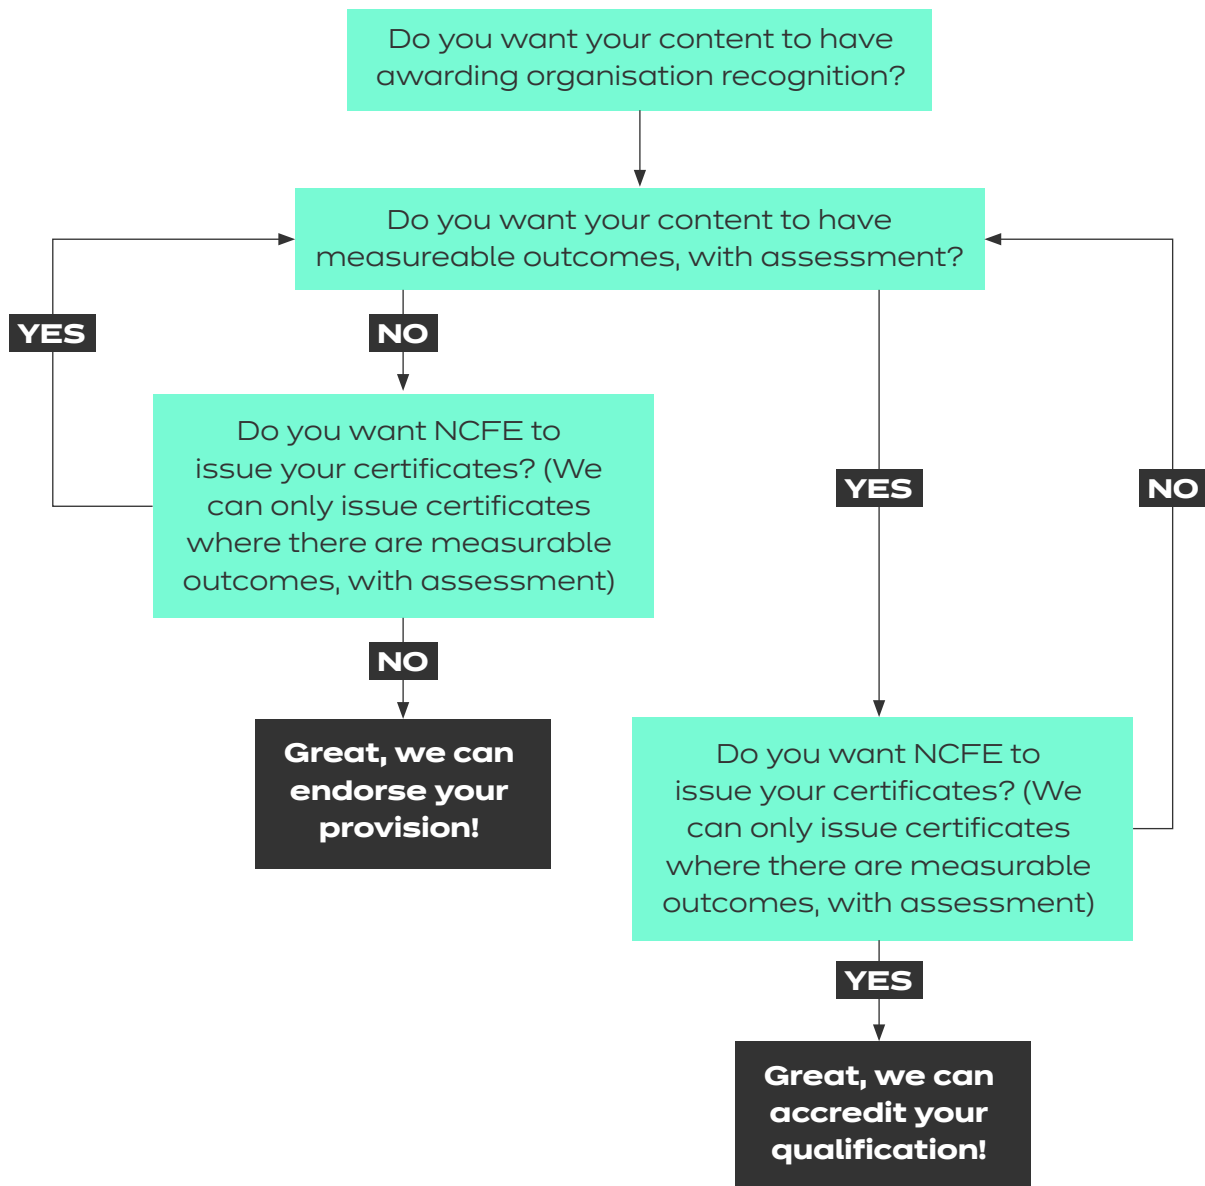 Do you want your content to have
awarding organisation recognition?
Do you want your content to have
measureable outcomes, with assessment?
YES
NO
Do you want NCFE to
issue your certificates? (We
can only issue certificates
where there are measurable
outcomes, with assessment)
YES
NO
NO
Great, we can
endorse your
provision!
Do you want NCFE to
issue your certificates? (We
can only issue certificates
where there are measurable
outcomes, with assessment)
YES
Great, we can
accredit your
qualification!